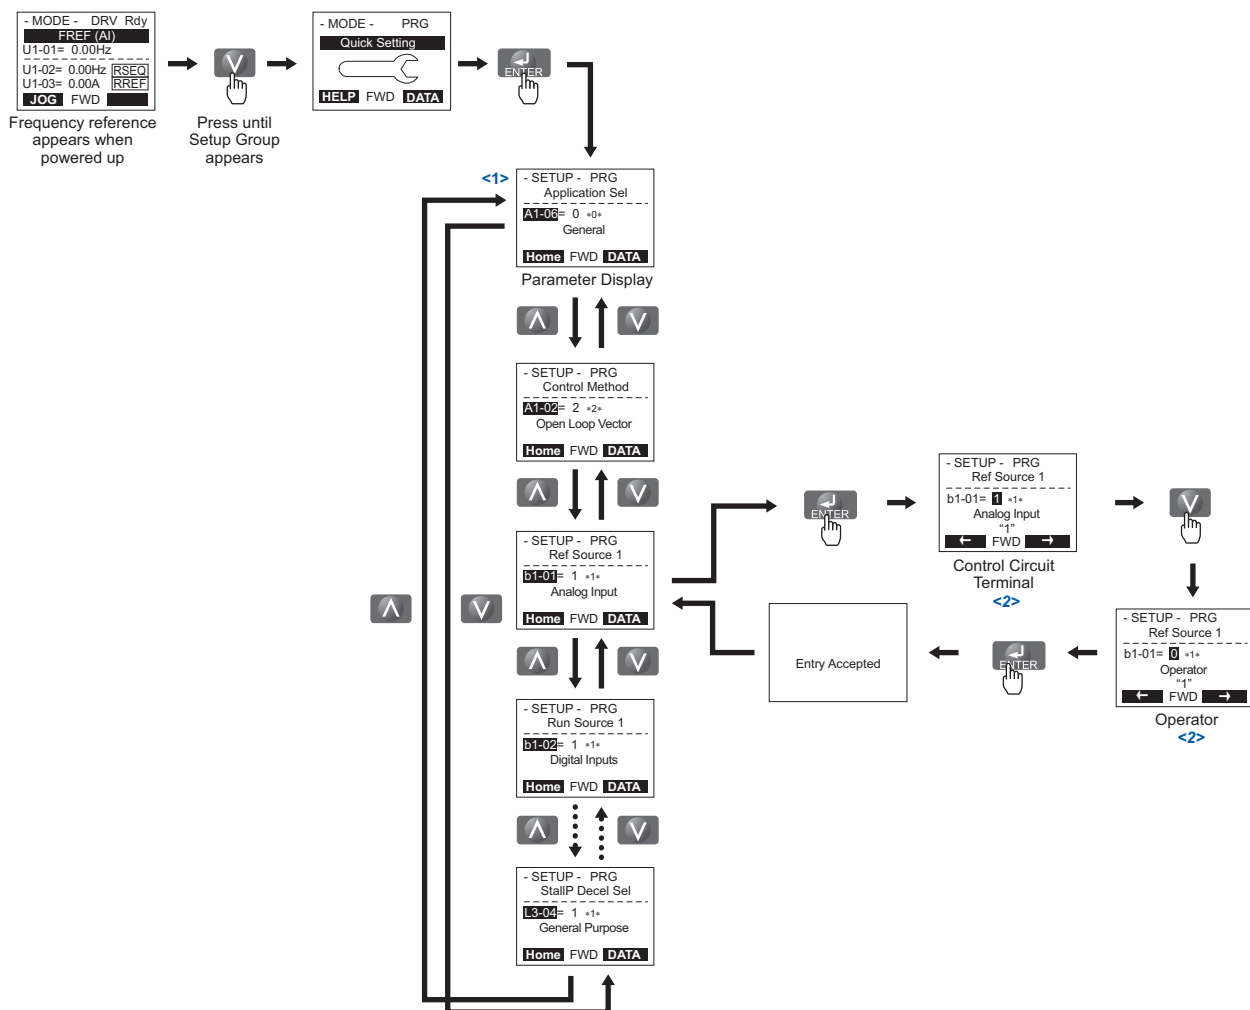 - MODE -   DRV  Rdy
FREF (AI)
U1-01=  0.00Hz
U1-02=  0.00Hz  RSEQ
U1-03=  0.00A  RREF
JOG  FWD
Frequency reference
appears when
powered up
Press until
Setup Group
appears
- MODE -   PRG
Quick Setting
HELP  FWD  DATA
ENTER
<1>
- SETUP -  PRG
Application Sel
A1-06=  0  *0*
General
Home  FWD  DATA
Parameter Display
- SETUP -  PRG
Control Method
A1-02=  2  *2*
Open Loop Vector
Home  FWD  DATA
- SETUP -  PRG
Ref Source 1
b1-01=  1  *1*
Analog Input
Home  FWD  DATA
ENTER
- SETUP -  PRG
Ref Source 1
b1-01=  1  *1*
Analog Input
“1”
←  FWD  →
Control Circuit
Terminal
<2>
- SETUP -  PRG
Ref Source 1
b1-01=  0  *1*
Operator
“1”
←  FWD  →
Operator
<2>
ENTER
Entry Accepted
- SETUP -  PRG
Run Source 1
b1-02=  1  *1*
Digital Inputs
Home  FWD  DATA
- SETUP -  PRG
StallP Decel Sel
L3-04=  1  *1*
General Purpose
Home  FWD  DATA